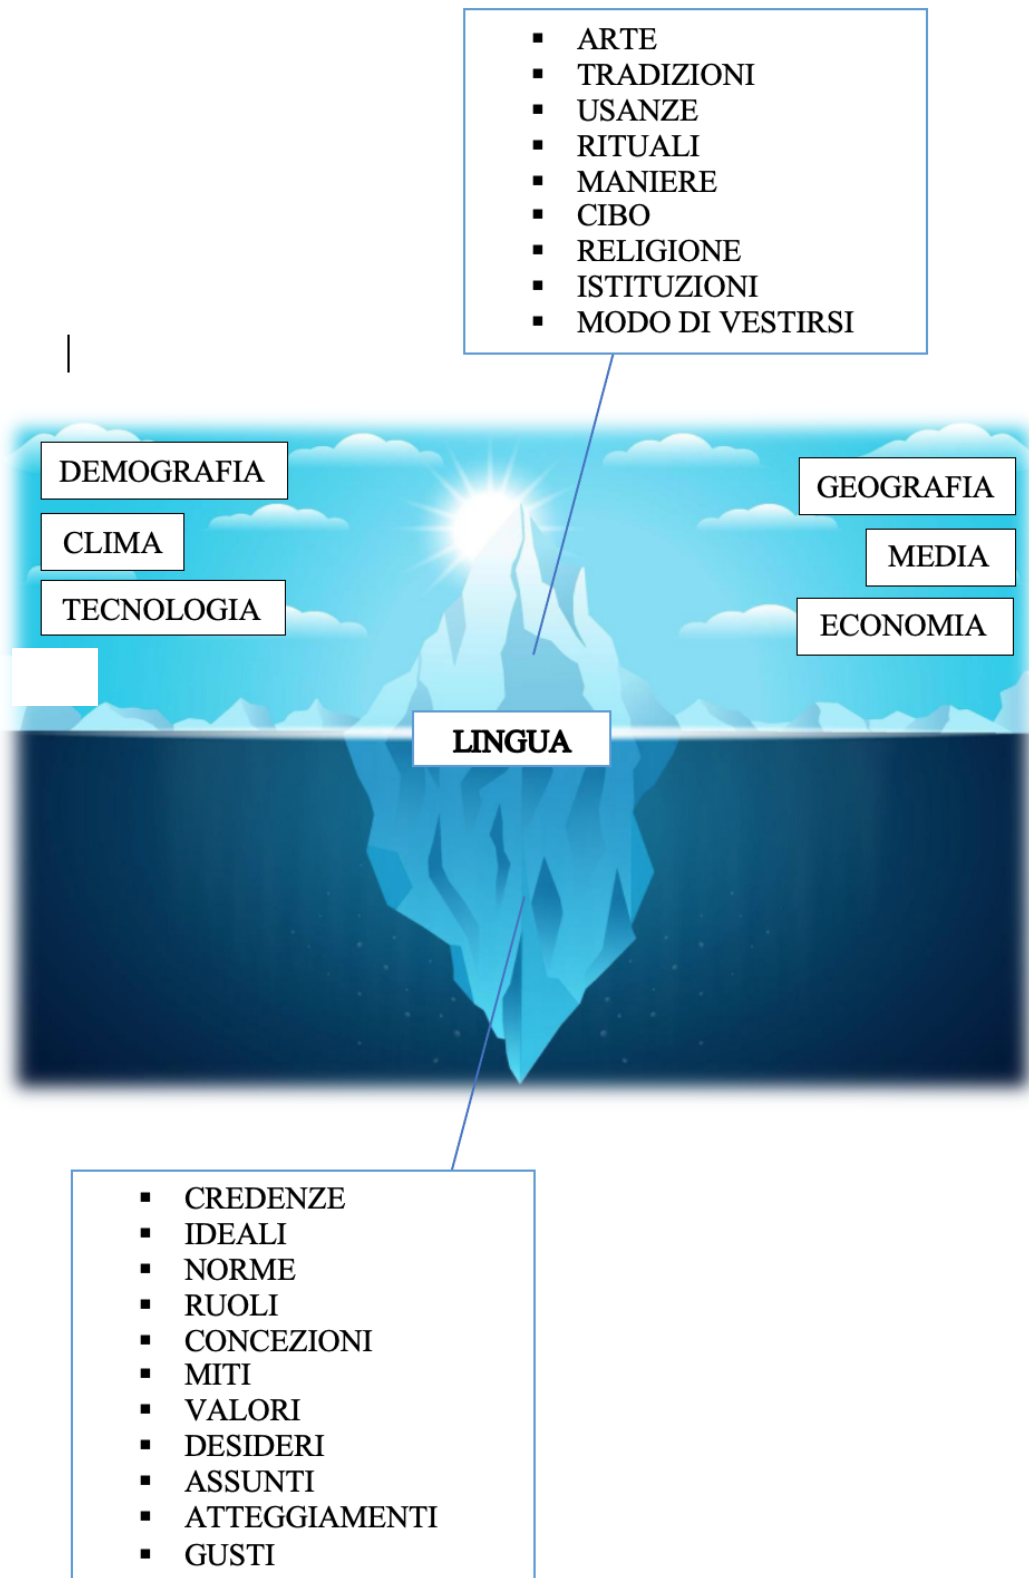 ARTE
TRADIZIONI
USANZE
RITUALI
MANIERE
CIBO
RELIGIONE
ISTITUZIONI
MODO DI VESTIRSI
DEMOGRAFIA
GEOGRAFIA
CLIMA
MEDIA
TECNOLOGIA
ECONOMIA
LINGUA
CREDENZE
IDEALI
NORME
RUOLI
CONCEZIONI
MITI
VALORI
DESIDERI
ASSUNTI
ATTEGGIAMENTI
GUSTI